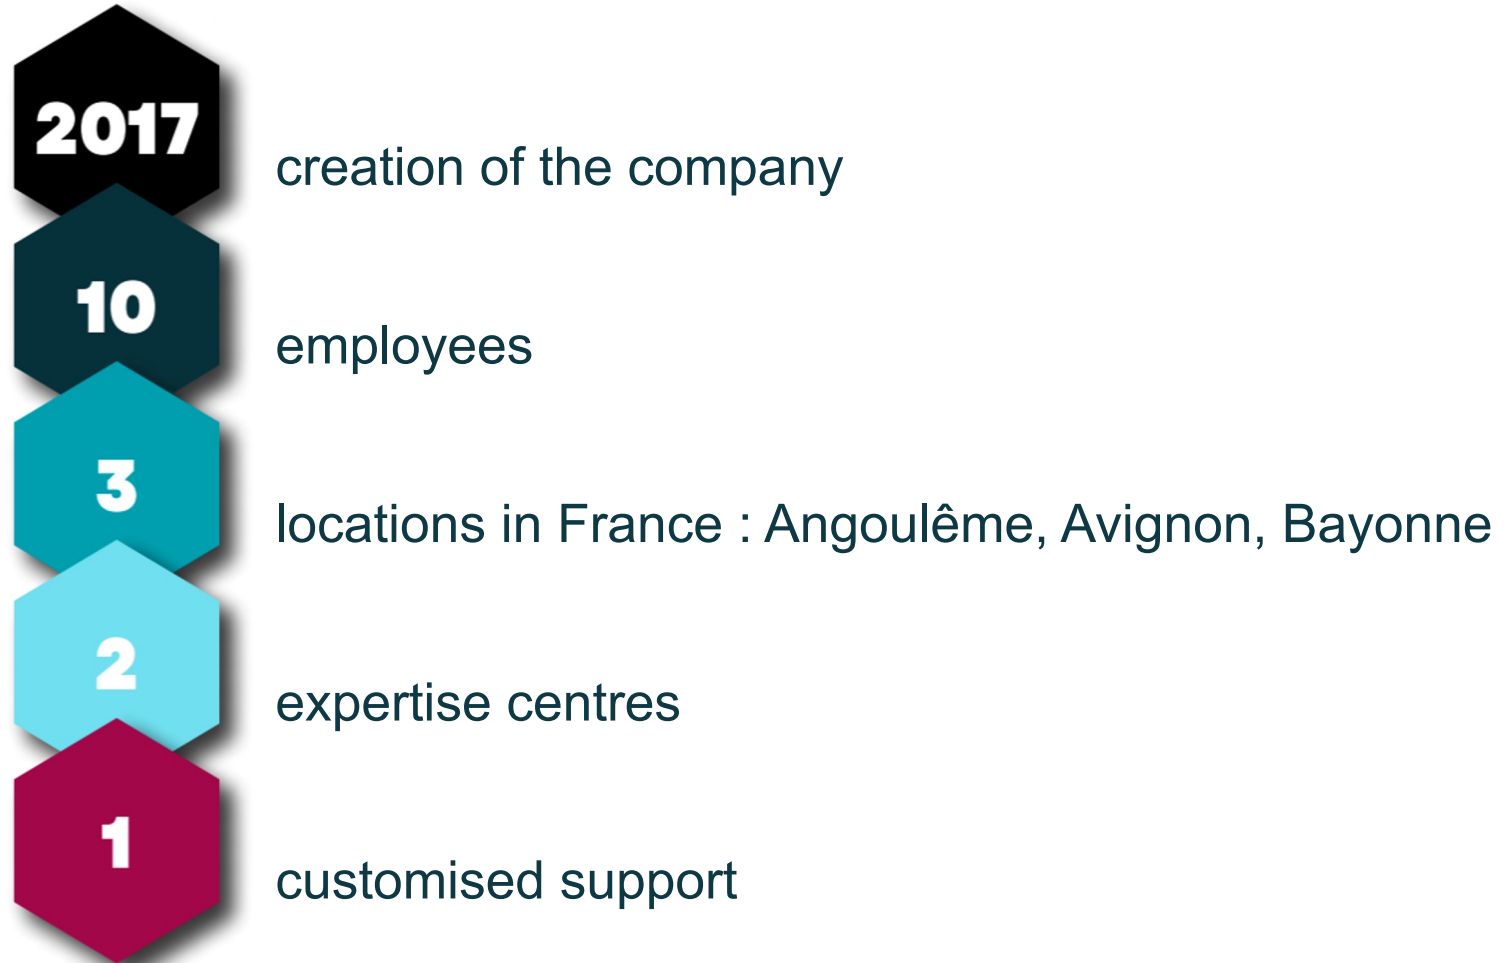 2017
creation of the company
10
employees
3
locations in France : Angoulême, Avignon, Bayonne
2
expertise centres
1
customised support